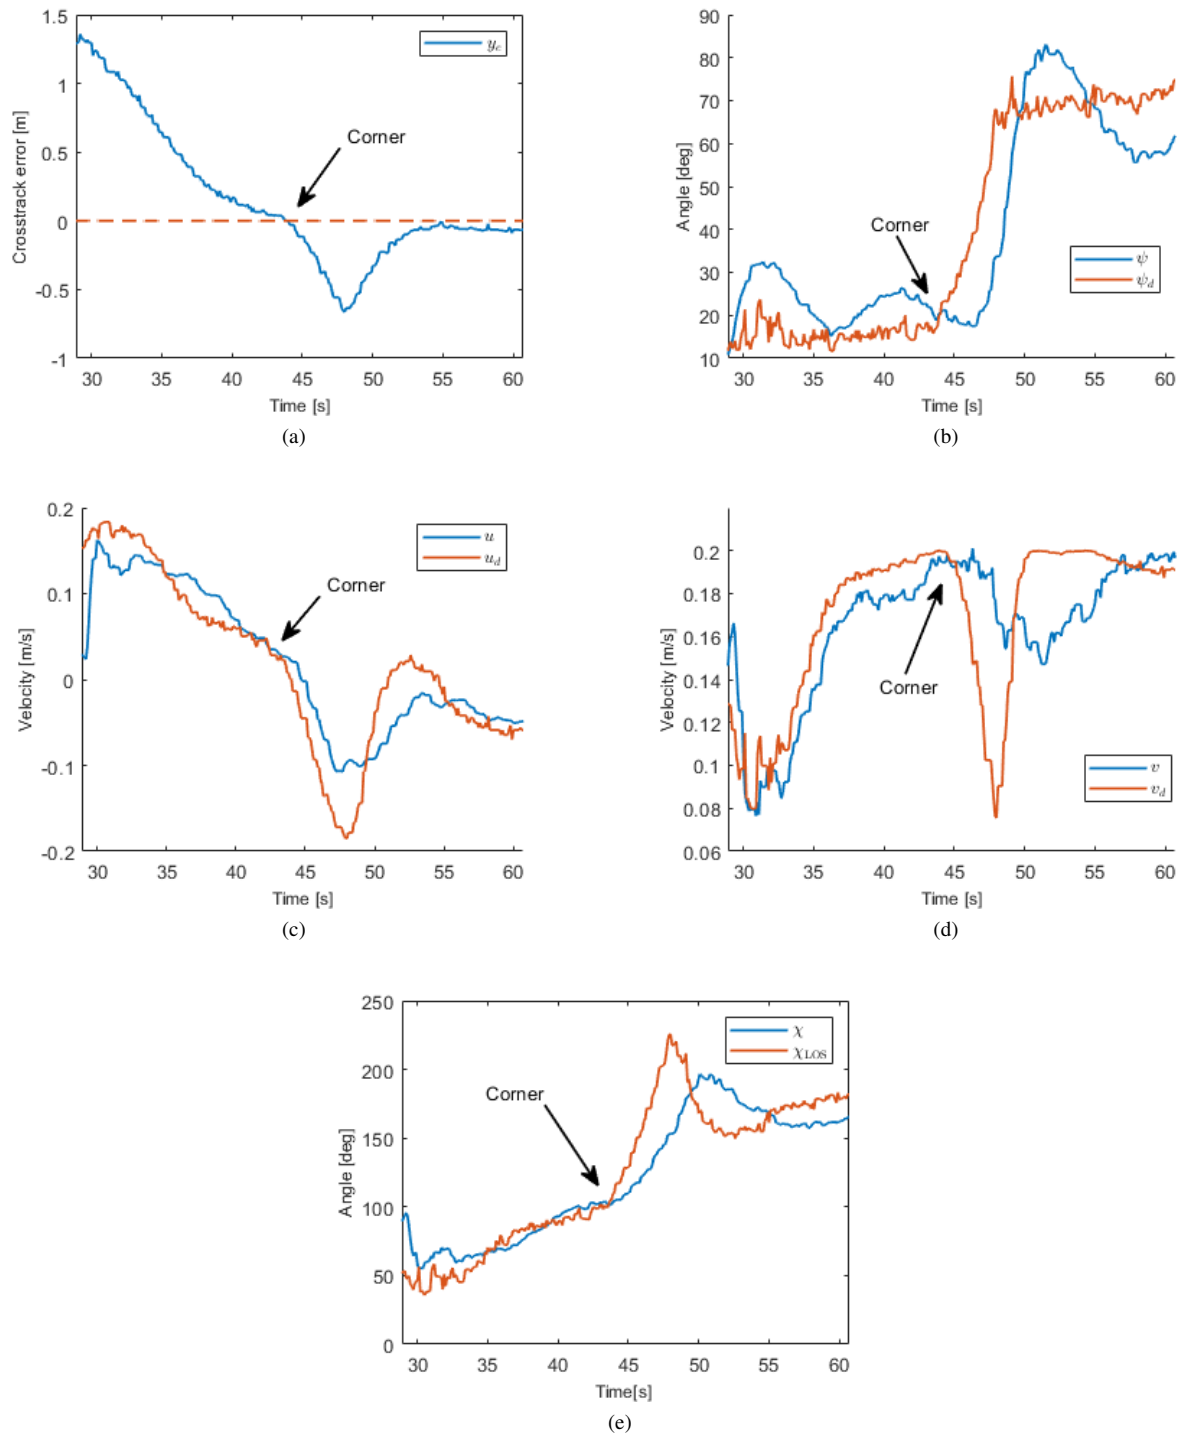 1.5
1
0.5
0
-0.5
-1
Crosstrack error [m]
y_e
Corner
30 35 40 45 50 55 60
Time [s]
(a)
90
80
70
60
50
40
30
20
10
Angle [deg]
Corner
ψ
ψ_d
30 35 40 45 50 55 60
Time [s]
(b)
0.2
0.1
0
-0.1
-0.2
Velocity [m/s]
u
u_d
Corner
30 35 40 45 50 55 60
Time [s]
(c)
0.2
0.18
0.16
0.14
0.12
0.1
0.08
0.06
Velocity [m/s]
Corner
v
v_d
30 35 40 45 50 55 60
Time [s]
(d)
250
200
150
100
50
0
Angle [deg]
χ
χ_LOS
Corner
30 35 40 45 50 55 60
Time[s]
(e)